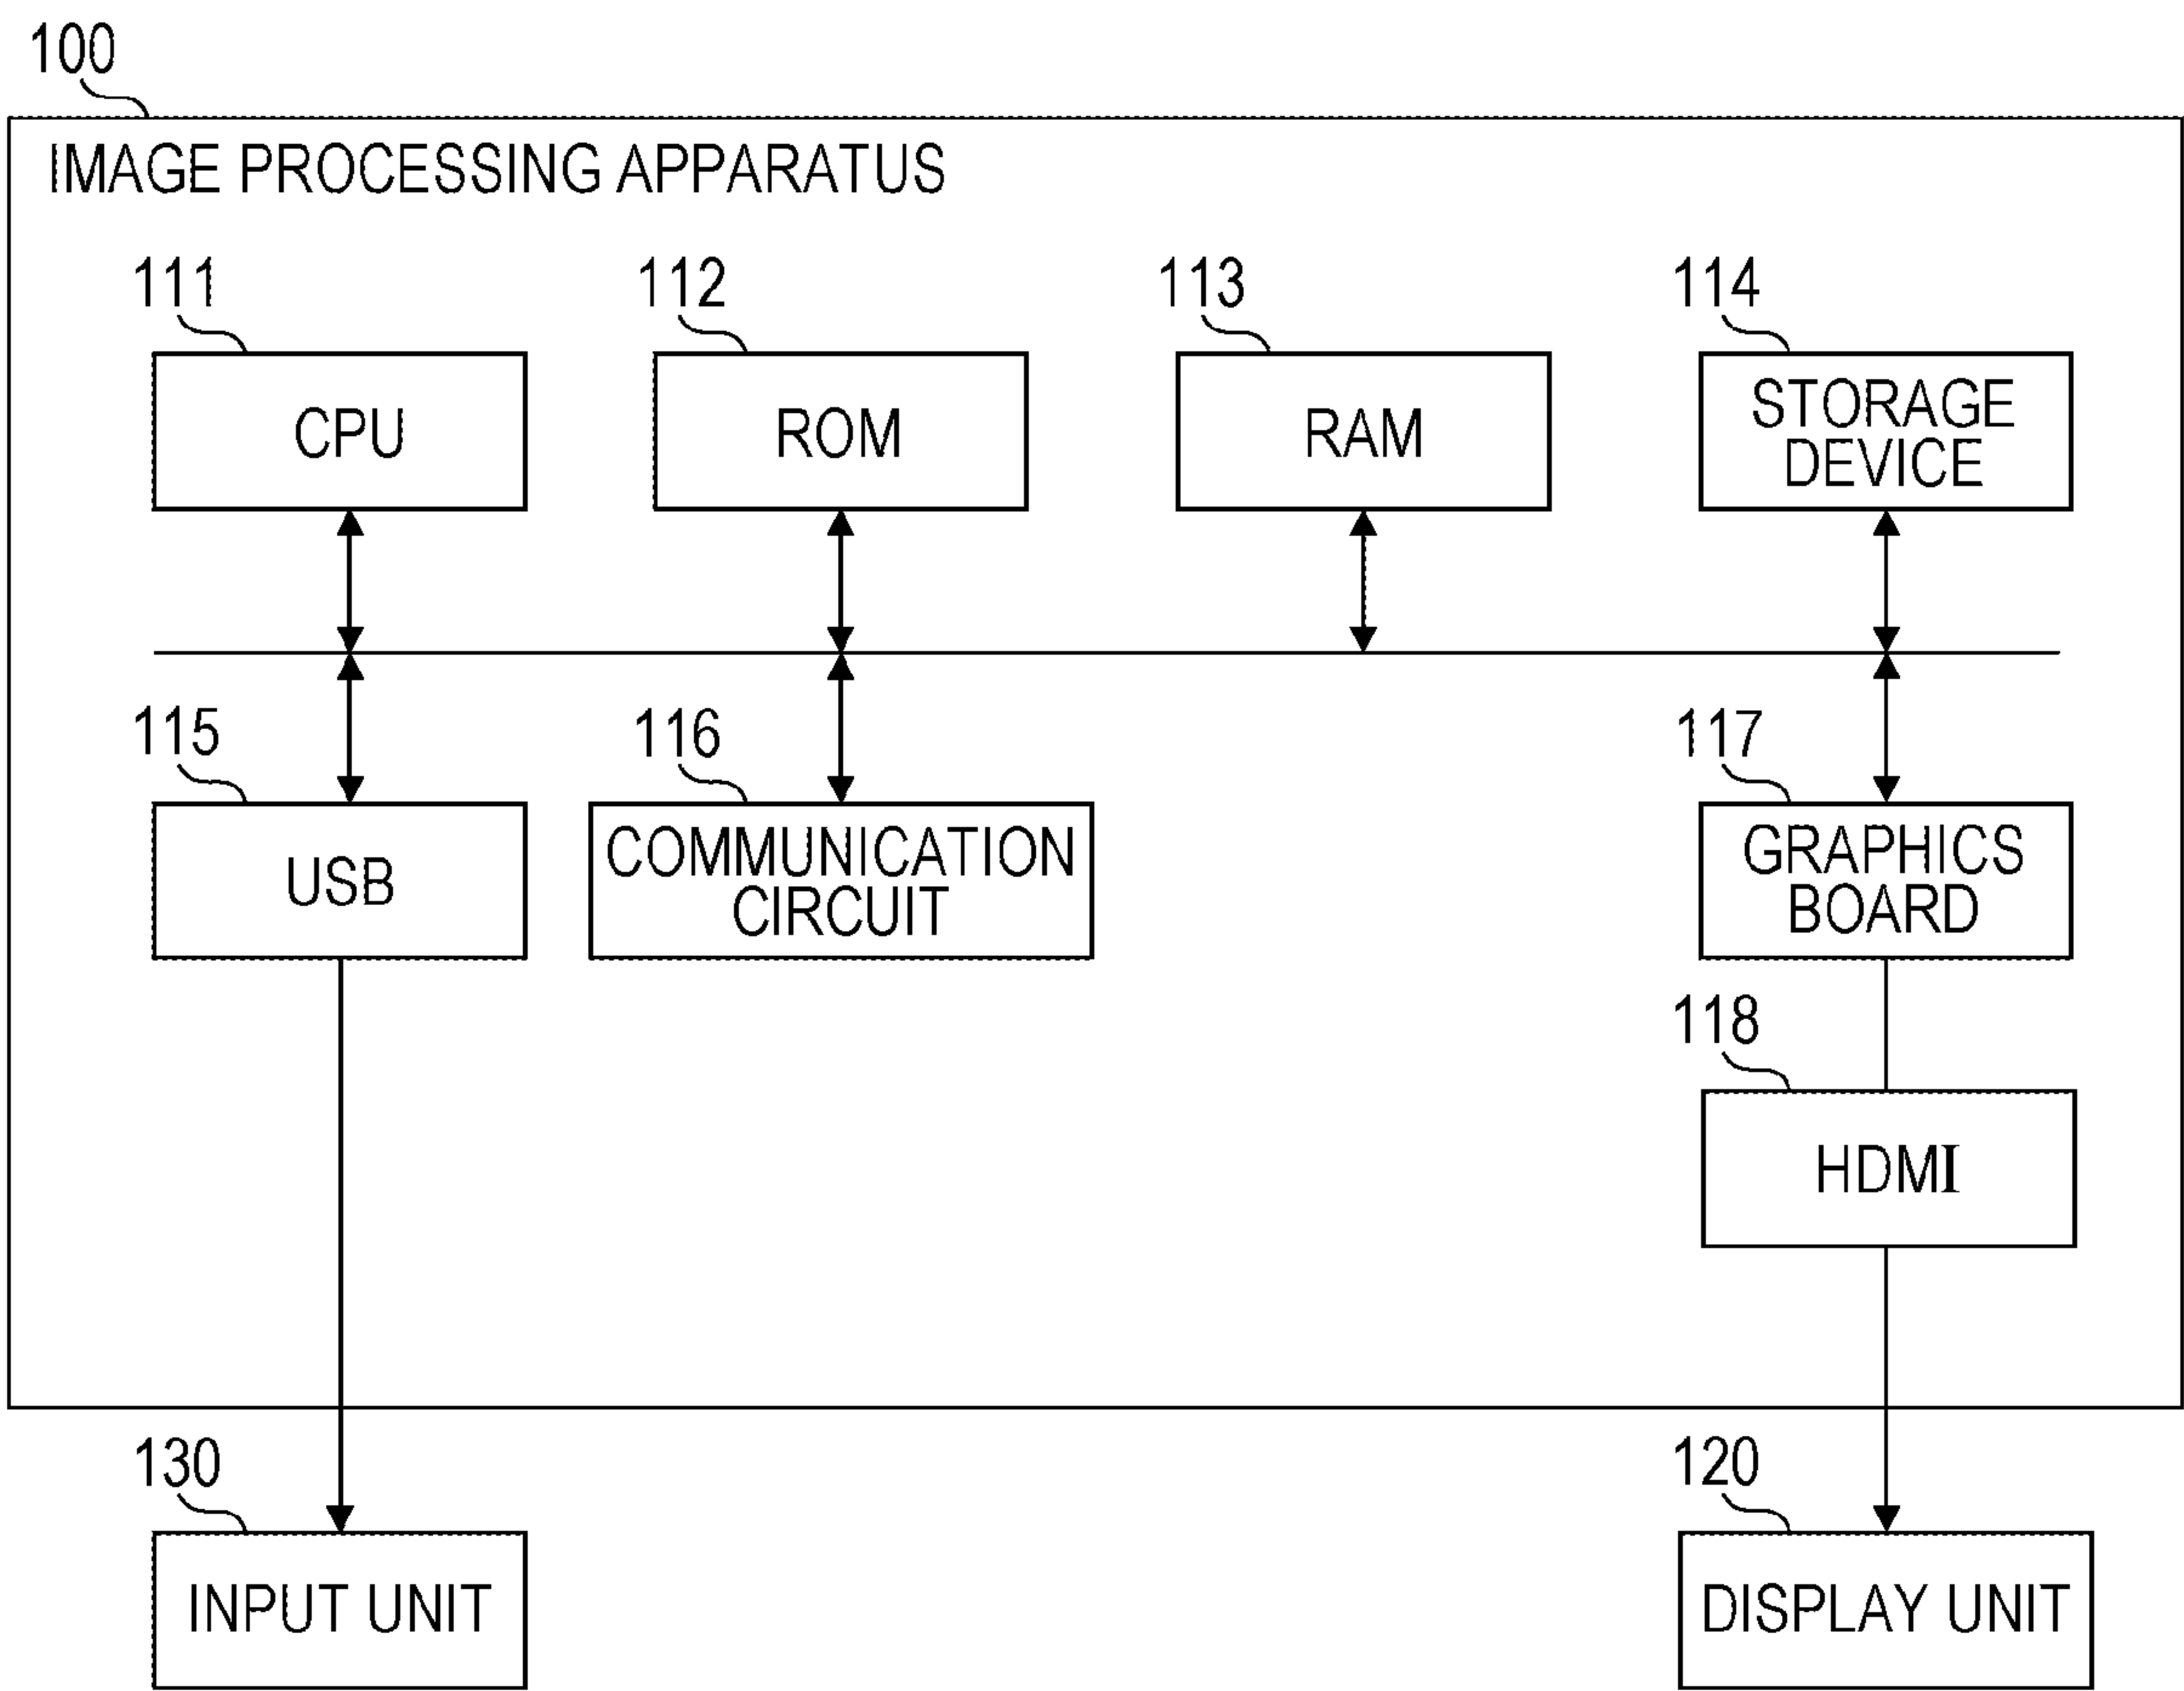 100
IMAGE PROCESSING APPARATUS
111
112
113
114
CPU
ROM
RAM
STORAGE
DEVICE
115
116
117
USB
COMMUNICATION
CIRCUIT
GRAPHICS
BOARD
118
HDMI
130
120
INPUT UNIT
DISPLAY UNIT